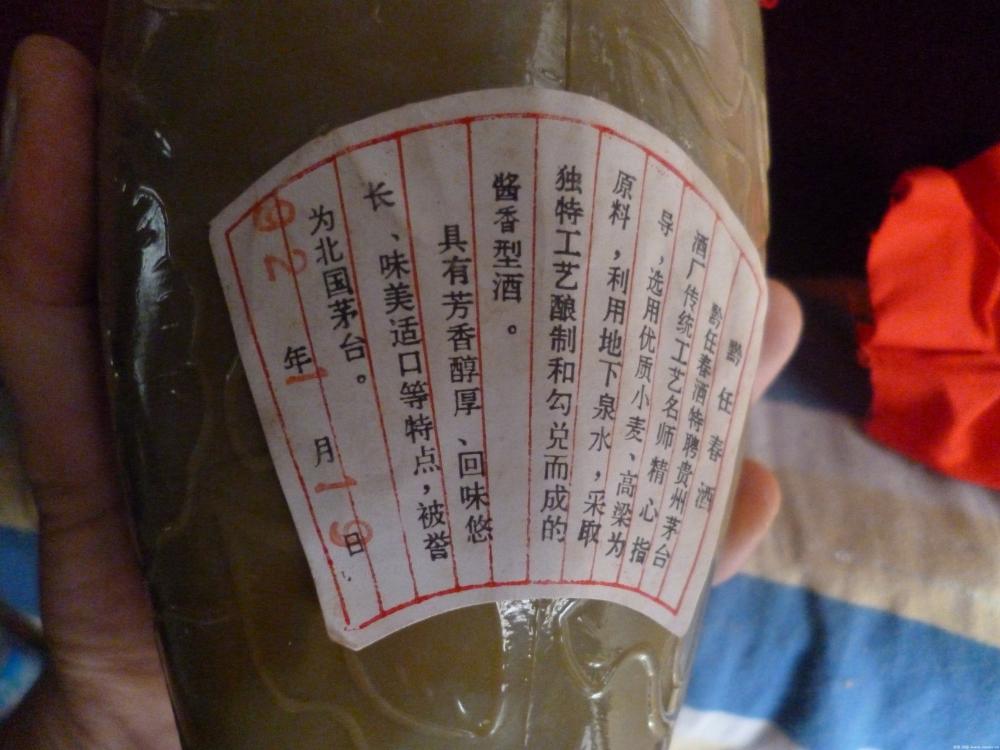 黔任春酒
黔任春酒特聘贵州茅台
酒厂传统工艺名师精心指
导，选用优质小麦、高梁为
原料，利用地下泉水，采取
独特工艺酿制和勾兑而成的
酱香型酒。
具有芳香醇厚、回味悠
长、味美适口等特点，被誉
为北国茅台。
92年1月19日